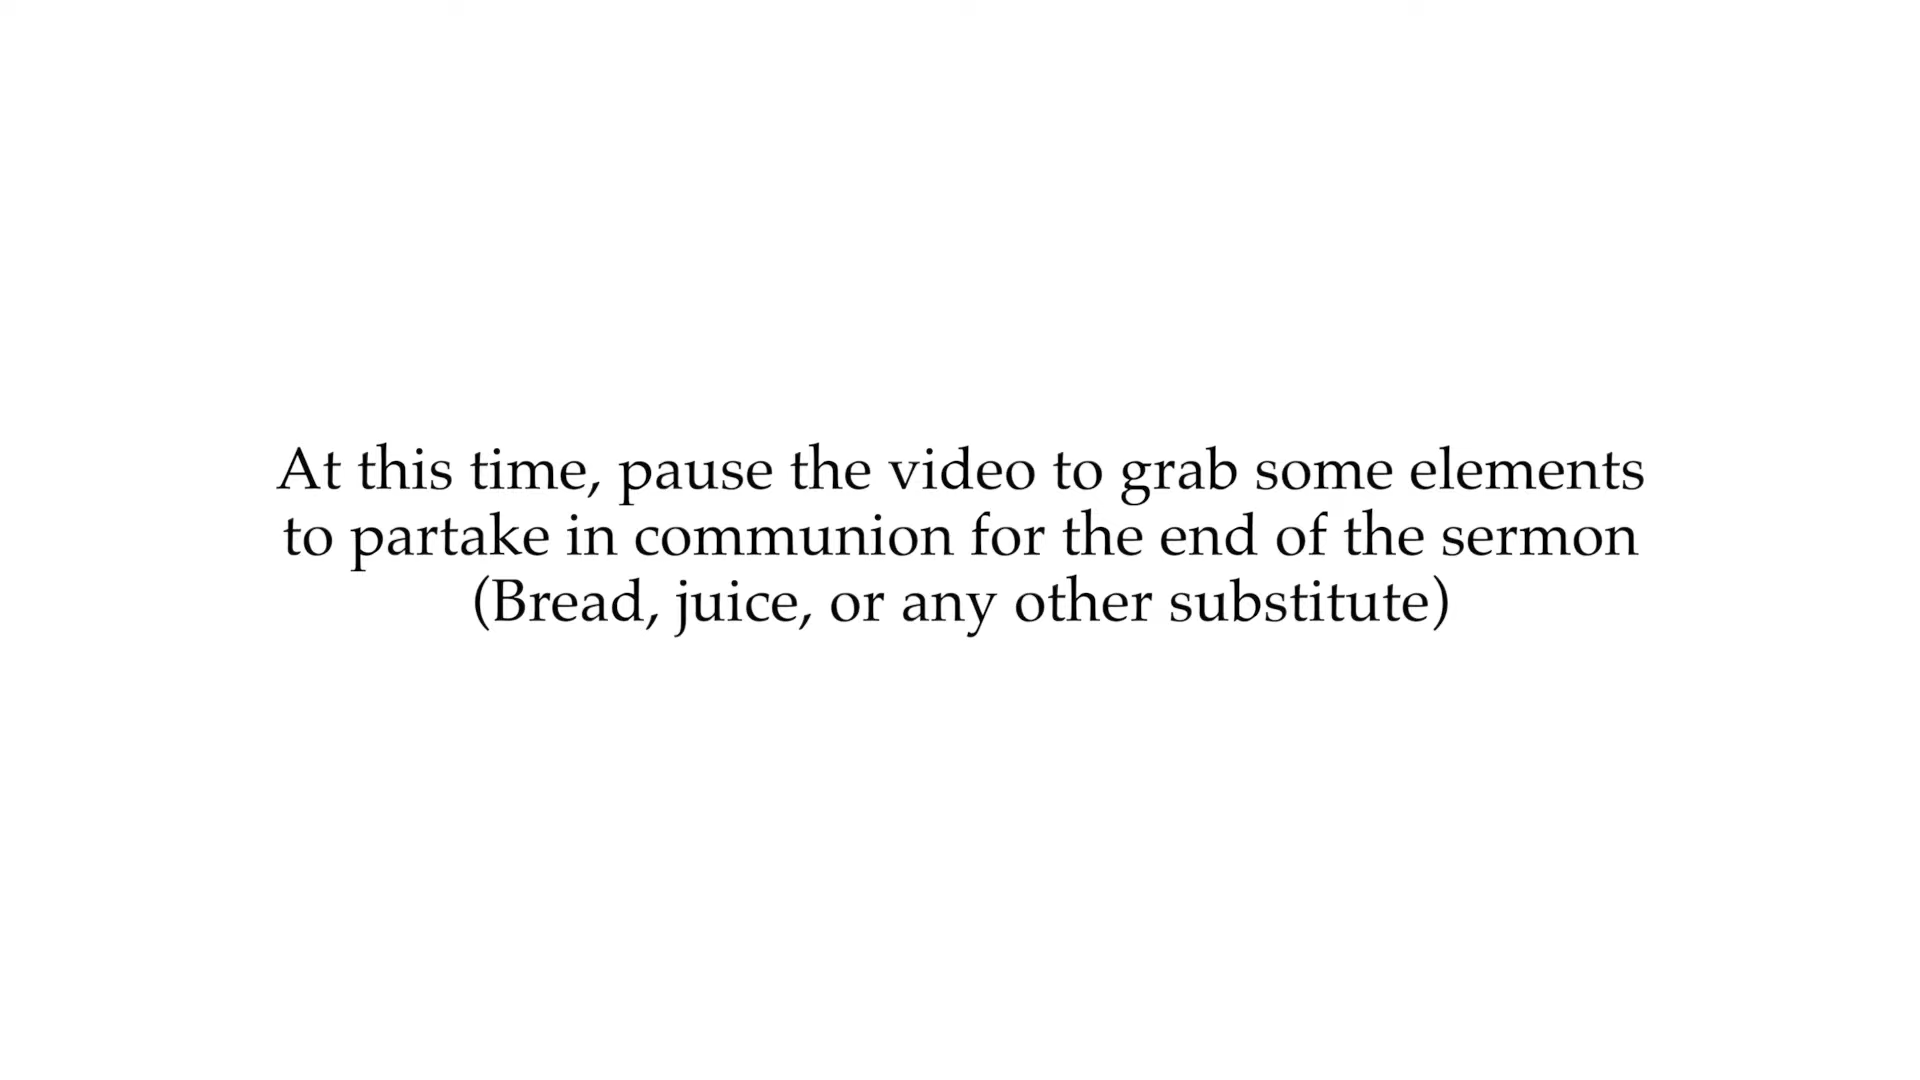 At this time, pause the video to grab some elements
to partake in communion for the end of the sermon
(Bread, juice, or any other substitute)